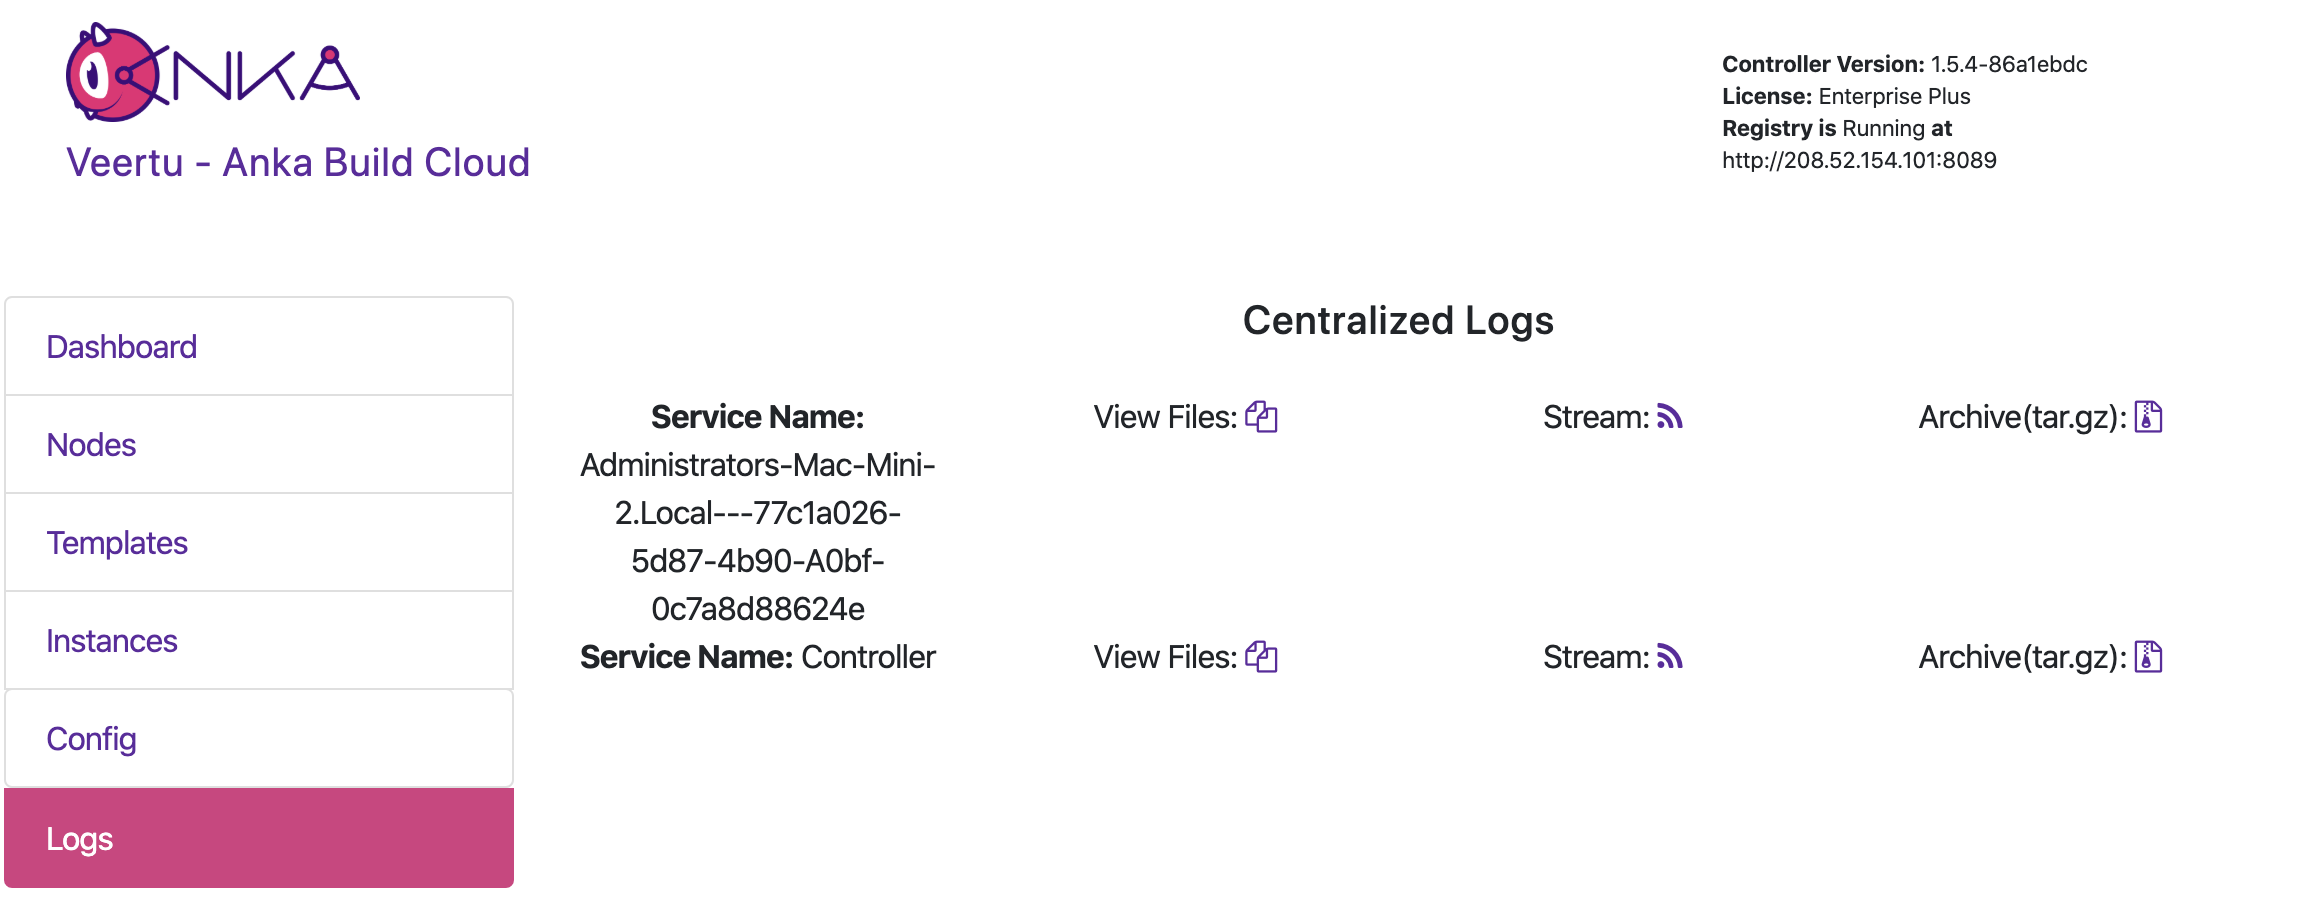 ANKA
Veertu - Anka Build Cloud
Controller Version: 1.5.4-86a1ebdc
License: Enterprise Plus
Registry is Running at
http://208.52.154.101:8089
Dashboard
Nodes
Templates
Instances
Config
Logs
Centralized Logs
Service Name:
Administrators-Mac-Mini-
2.Local---77c1a026-
5d87-4b90-A0bf-
0c7a8d88624e
View Files:
Stream:
Archive(tar.gz):
Service Name: Controller
View Files:
Stream:
Archive(tar.gz):